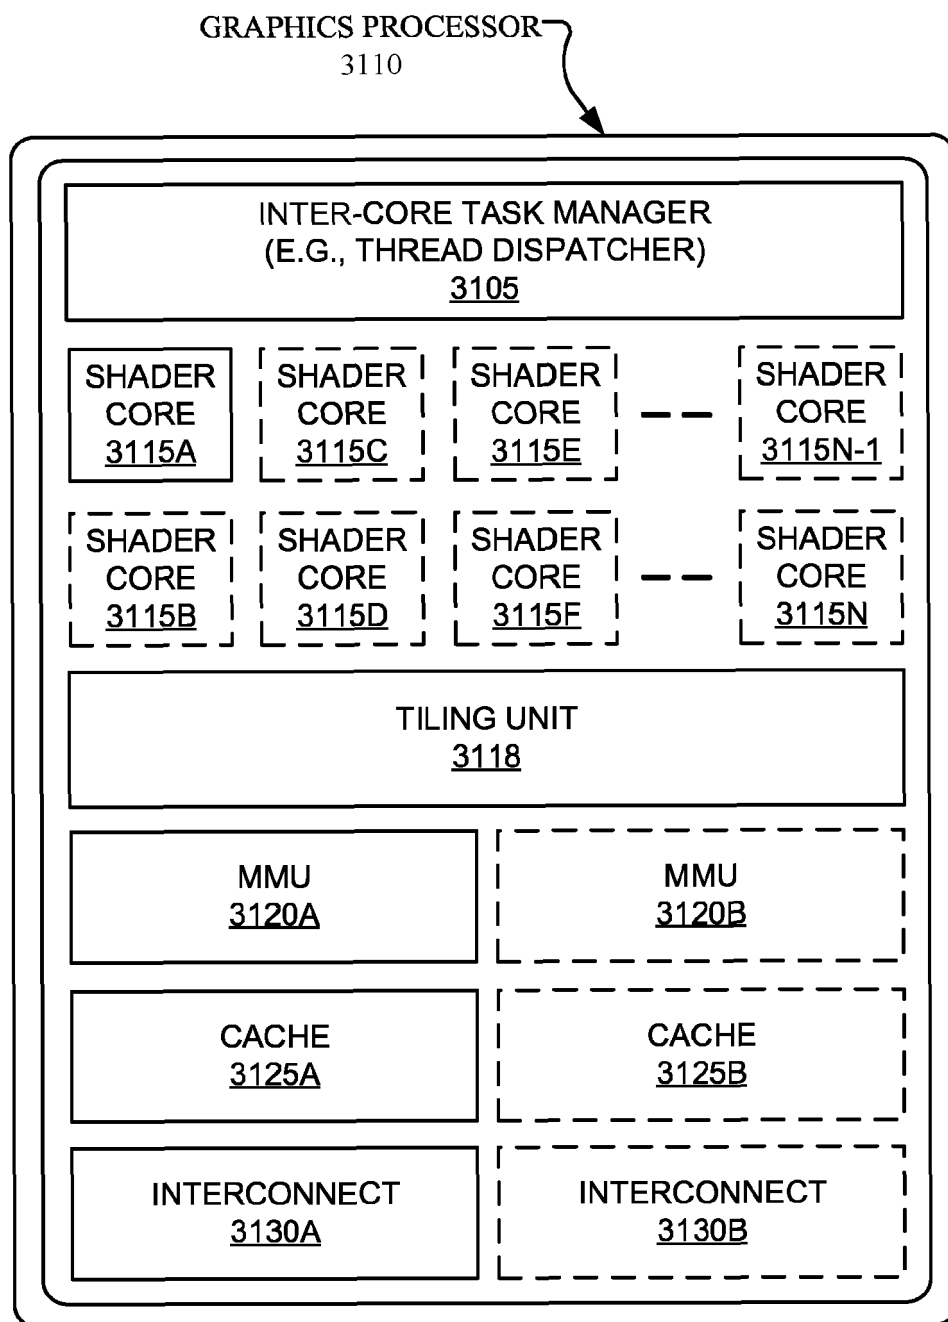 GRAPHICS PROCESSOR
3110
INTER-CORE TASK MANAGER
(E.G., THREAD DISPATCHER)
3105
SHADER
CORE
3115A
SHADER
CORE
3115C
SHADER
CORE
3115E
SHADER
CORE
3115N-1
SHADER
CORE
3115B
SHADER
CORE
3115D
SHADER
CORE
3115F
SHADER
CORE
3115N
TILING UNIT
3118
MMU
3120A
MMU
3120B
CACHE
3125A
CACHE
3125B
INTERCONNECT
3130A
INTERCONNECT
3130B